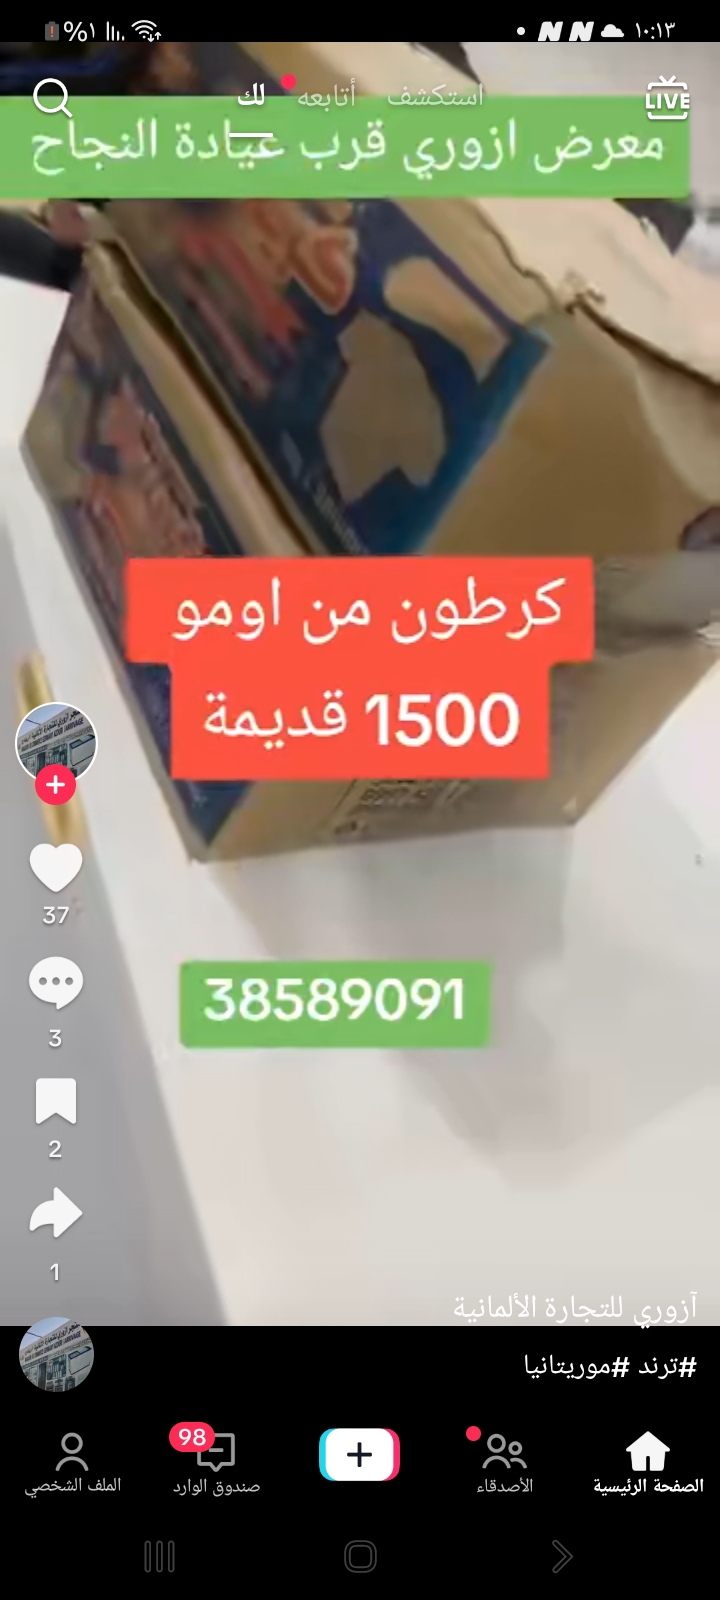 ١٠:١٣
%١
استكشف
أتابعه
لك
LIVE
معرض ازوري قرب عيادة النجاح
كرطون من اومو
1500 قديمة
38589091
37
3
2
1
آزوري للتجارة الألمانية
#ترند #موريتانيا
الصفحة الرئيسية
الأصدقاء
98
صندوق الوارد
الملف الشخصي